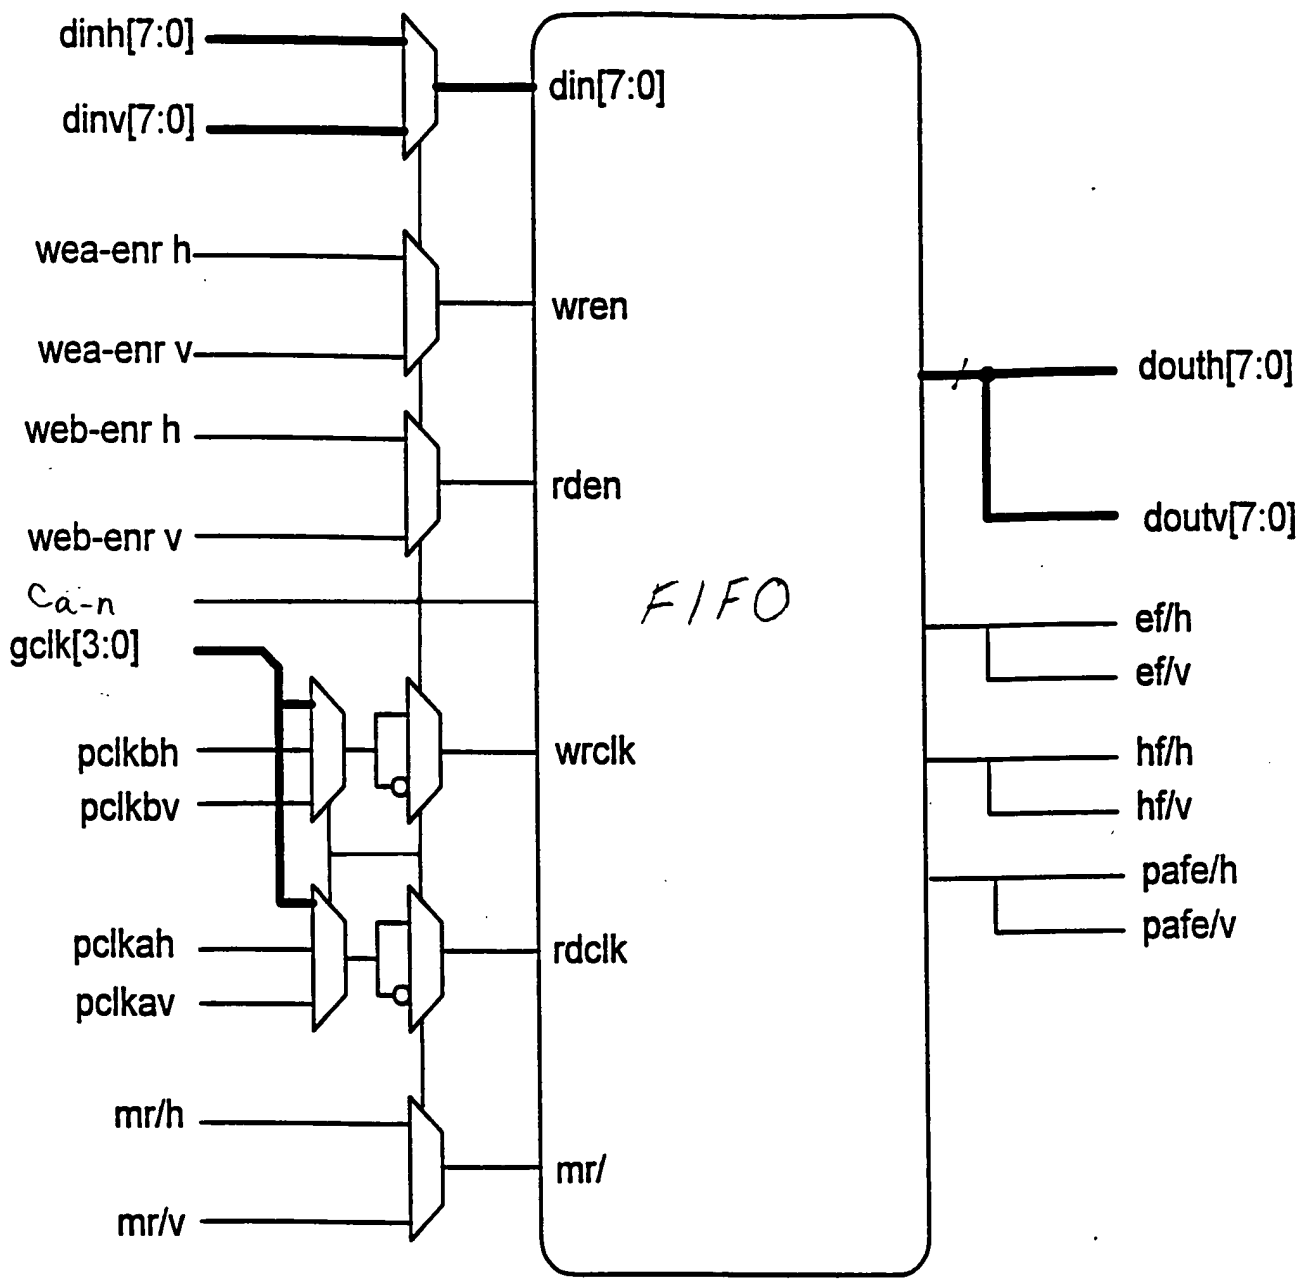 dinh[7:0]
dinv[7:0]
din[7:0]
wea-enr h
wren
wea-enr v
web-enr h
rden
web-enr v
Ca-n
gclk[3:0]
pclkbh
wrclk
pclkbv
pclkah
rdclk
pclkav
mr/h
mr/
mr/v
FIFO
douth[7:0]
doutv[7:0]
ef/h
ef/v
hf/h
hf/v
pafe/h
pafe/v